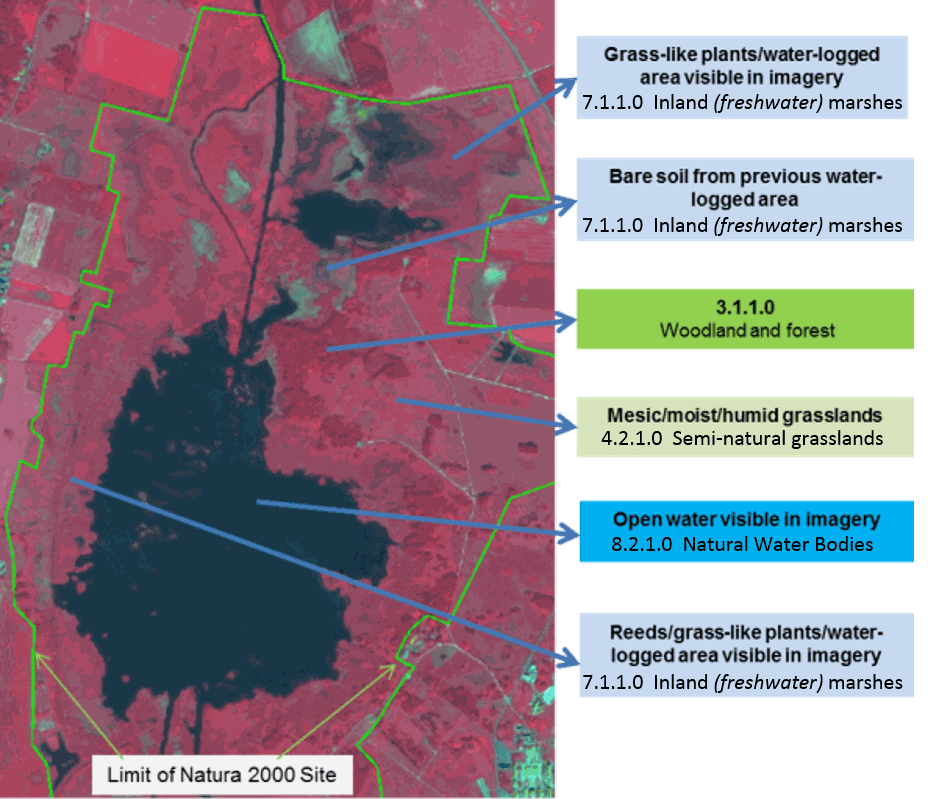 Grass-like plants/water-logged
area visible in imagery
7.1.1.0 Inland (freshwater) marshes
Bare soil from previous water-
logged area
7.1.1.0 Inland (freshwater) marshes
3.1.1.0
Woodland and forest
Mesic/moist/humid grasslands
4.2.1.0 Semi-natural grasslands
Open water visible in imagery
8.2.1.0 Natural Water Bodies
Reeds/grass-like plants/water-
logged area visible in imagery
7.1.1.0 Inland (freshwater) marshes
Limit of Natura 2000 Site